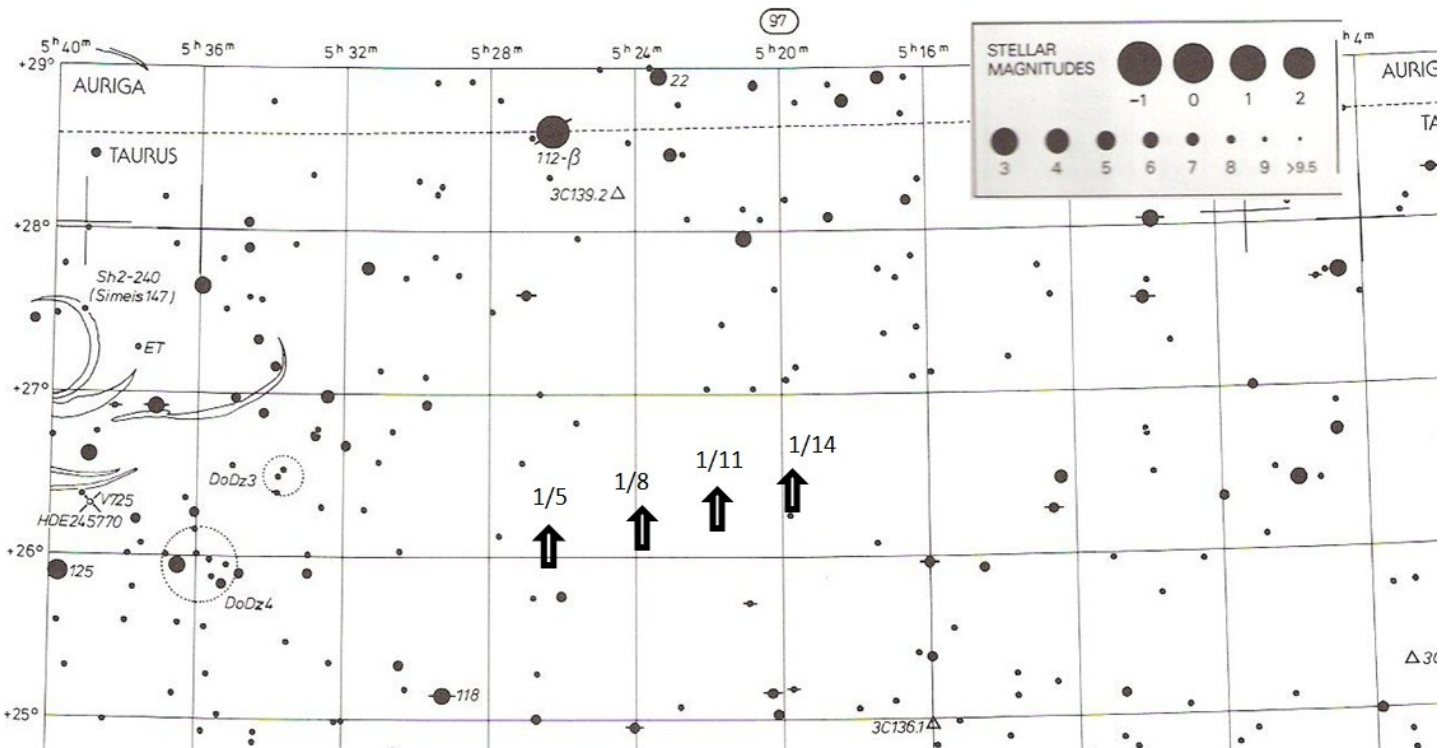 97
5ʰ40ᵐ 5ʰ36ᵐ 5ʰ32ᵐ 5ʰ28ᵐ 5ʰ24ᵐ 5ʰ20ᵐ 5ʰ16ᵐ ʰ4ᵐ
+29°
AURIGA
22
STELLAR
MAGNITUDES
-1 0 1 2
3 4 5 6 7 8 9 >9.5
AURIG
TA
TAURUS
112-β
3C139.2
+28°
Sh2-240
(Simeis147)
ET
+27°
DoDz3
V725
HDE245770
1/5
1/8
1/11
1/14
+26°
125
DoDz4
118
3C136.1
3C
+25°